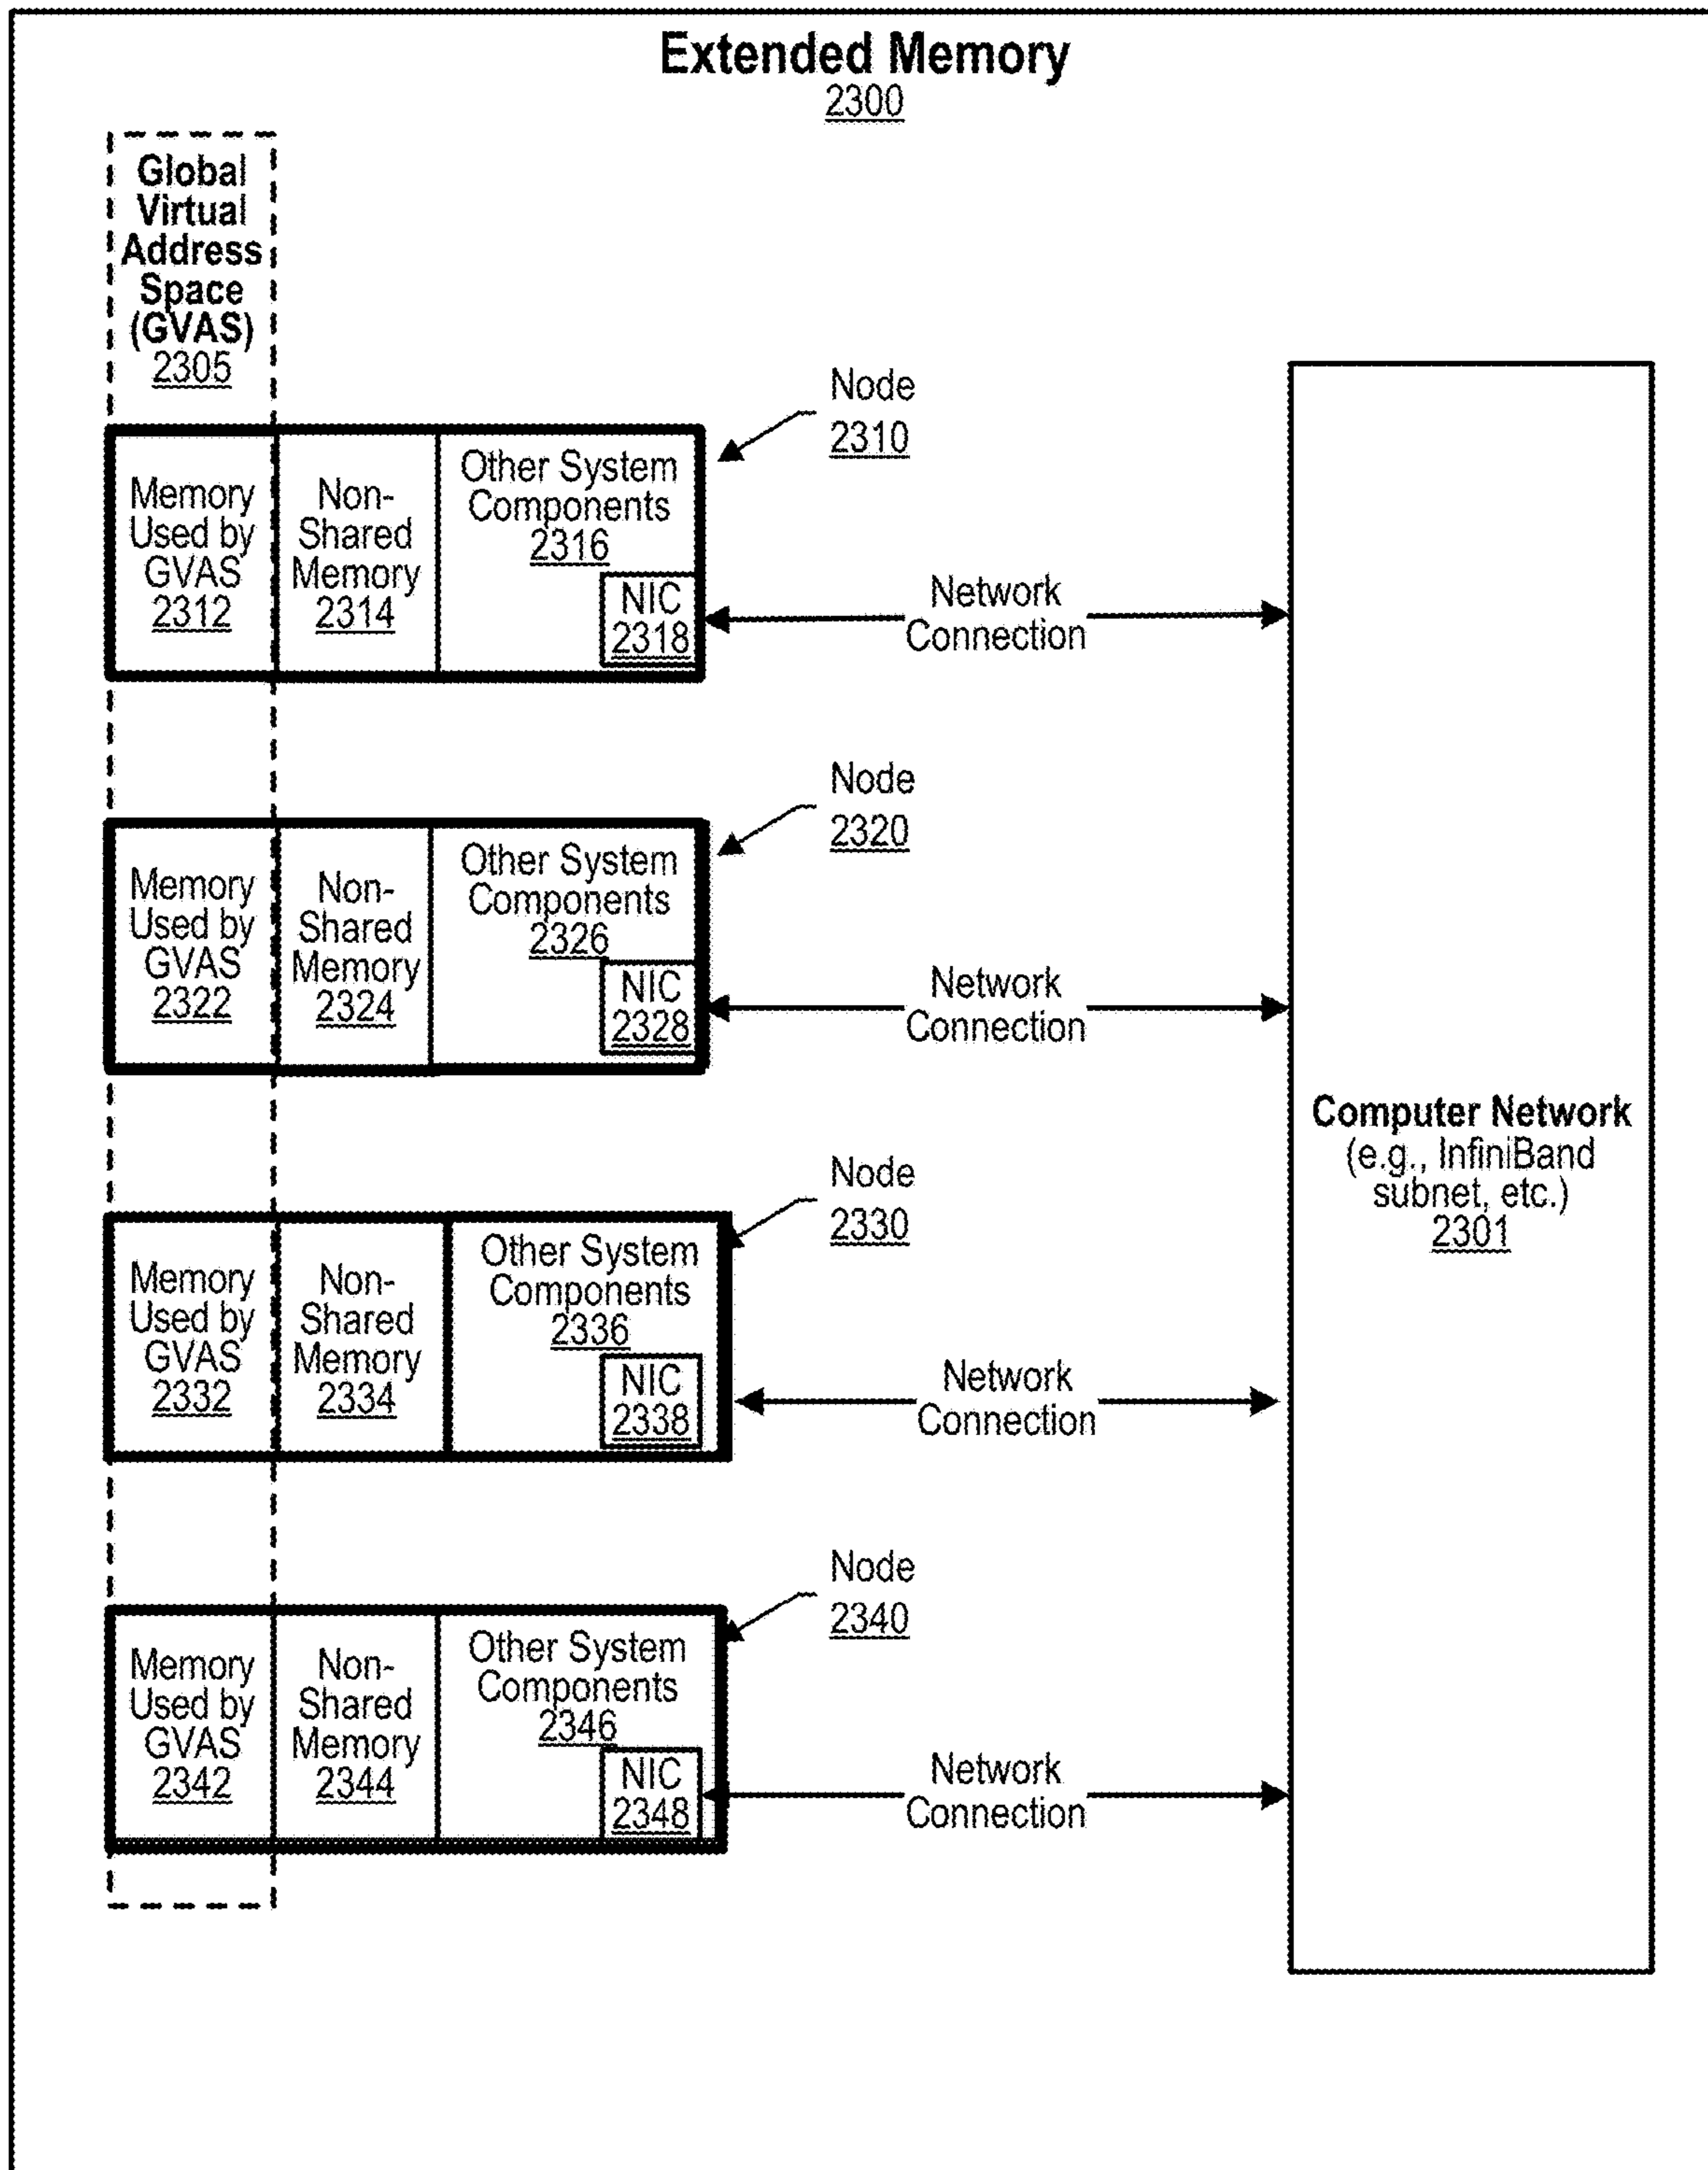 Extended Memory
2300
Global
Virtual
Address
Space
(GVAS)
2305
Node
2310
Memory
Used by
GVAS
2312
Non-
Shared
Memory
2314
Other System
Components
2316
NIC
2318
Network
Connection
Node
2320
Memory
Used by
GVAS
2322
Non-
Shared
Memory
2324
Other System
Components
2326
NIC
2328
Network
Connection
Computer Network
(e.g., InfiniBand
subnet, etc.)
2301
Node
2330
Memory
Used by
GVAS
2332
Non-
Shared
Memory
2334
Other System
Components
2336
NIC
2338
Network
Connection
Node
2340
Memory
Used by
GVAS
2342
Non-
Shared
Memory
2344
Other System
Components
2346
NIC
2348
Network
Connection